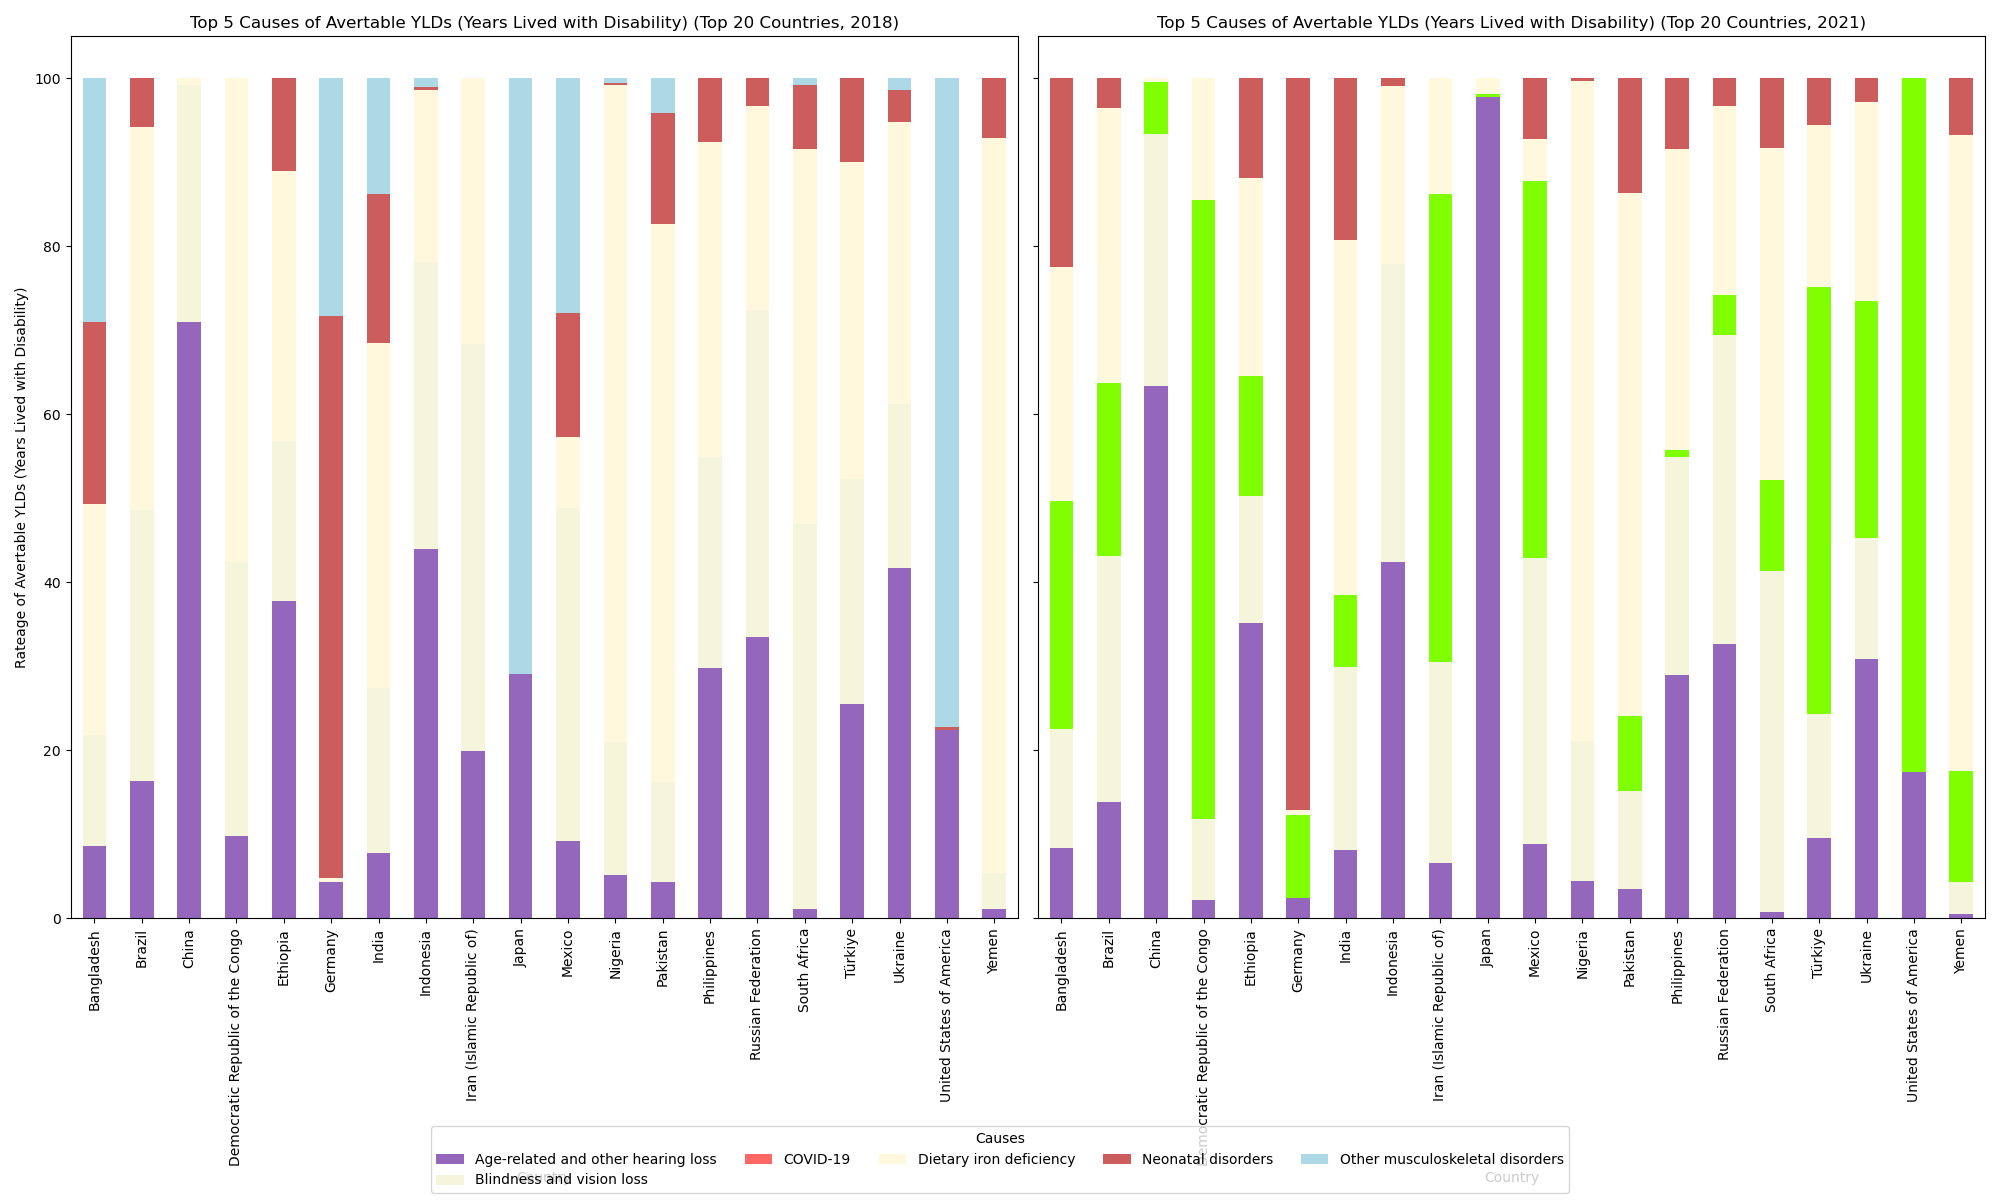 Top 5 Causes of Avertable YLDs (Years Lived with Disability) (Top 20 Countries, 2018)
Top 5 Causes of Avertable YLDs (Years Lived with Disability) (Top 20 Countries, 2021)
Rateage of Avertable YLDs (Years Lived with Disability)
100
80
60
40
20
0
Bangladesh
Brazil
China
Democratic Republic of the Congo
Ethiopia
Germany
India
Indonesia
Iran (Islamic Republic of)
Japan
Mexico
Nigeria
Pakistan
Philippines
Russian Federation
South Africa
Türkiye
Ukraine
United States of America
Yemen
Bangladesh
Brazil
China
Democratic Republic of the Congo
Ethiopia
Germany
India
Indonesia
Iran (Islamic Republic of)
Japan
Mexico
Nigeria
Pakistan
Philippines
Russian Federation
South Africa
Türkiye
Ukraine
United States of America
Yemen
Causes
Age-related and other hearing loss
Blindness and vision loss
COVID-19
Dietary iron deficiency
Neonatal disorders
Other musculoskeletal disorders
Country
Country